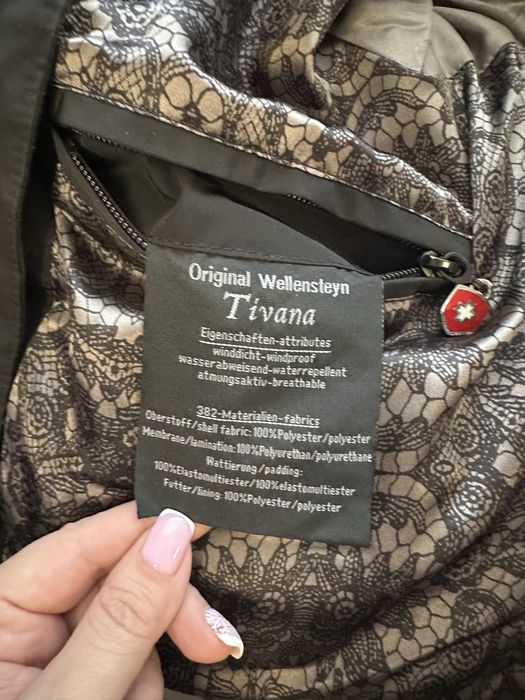 Original Wellensteyn
Tivana
Eigenschaften-attributes
winddicht-windproof
wasserabweisend-waterrepellent
atmungsaktiv-breathable
382-Materialien-fabrics
Oberstoff/shell fabric:100%Polyester/polyester
Membrane/lamination:100%Polyurethan/polyurethane
Wattierung/padding:
100%Elastomultiester/100%elastomultiester
Futter/lining:100%Polyester/polyester